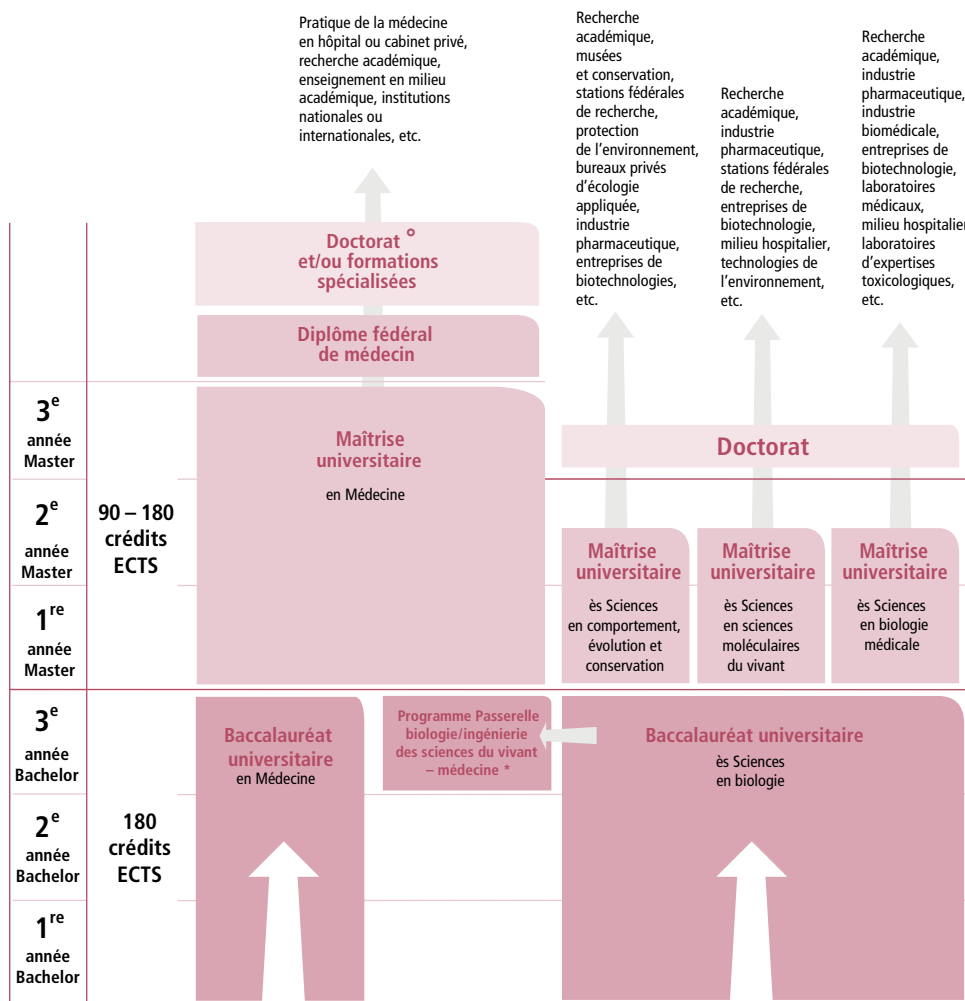 Pratique de la médecine
en hôpital ou cabinet privé,
recherche académique,
enseignement en milieu
académique, institutions
nationales ou
internationales, etc.
Recherche
académique,
musées
et conservation,
stations fédérales
de recherche,
protection
de l'environnement,
bureaux privés
d'écologie
appliquée,
industrie
pharmaceutique,
entreprises de
biotechnologies,
etc.
Recherche
académique,
industrie
pharmaceutique,
stations fédérales
de recherche,
entreprises de
biotechnologie,
milieu hospitalier,
technologies de
l'environnement,
etc.
Recherche
académique,
industrie
pharmaceutique,
industrie
biomédicale,
entreprises de
biotechnologie,
laboratoires
médicaux,
milieu hospitalier
laboratoires
d'expertises
toxicologiques,
etc.
Doctorat °
et/ou formations
spécialisées
Diplôme fédéral
de médecin
3e
année
Master
Maîtrise
universitaire
en Médecine
Doctorat
2e
année
Master
90 – 180
crédits
ECTS
Maîtrise
universitaire
ès Sciences
en comportement,
évolution et
conservation
Maîtrise
universitaire
ès Sciences
en sciences
moléculaires
du vivant
Maîtrise
universitaire
ès Sciences
en biologie
médicale
1re
année
Master
3e
année
Bachelor
Baccalauréat
universitaire
en Médecine
Programme Passerelle
biologie/ingénierie
des sciences du vivant
– médecine *
Baccalauréat universitaire
ès Sciences
en biologie
2e
année
Bachelor
180
crédits
ECTS
1re
année
Bachelor